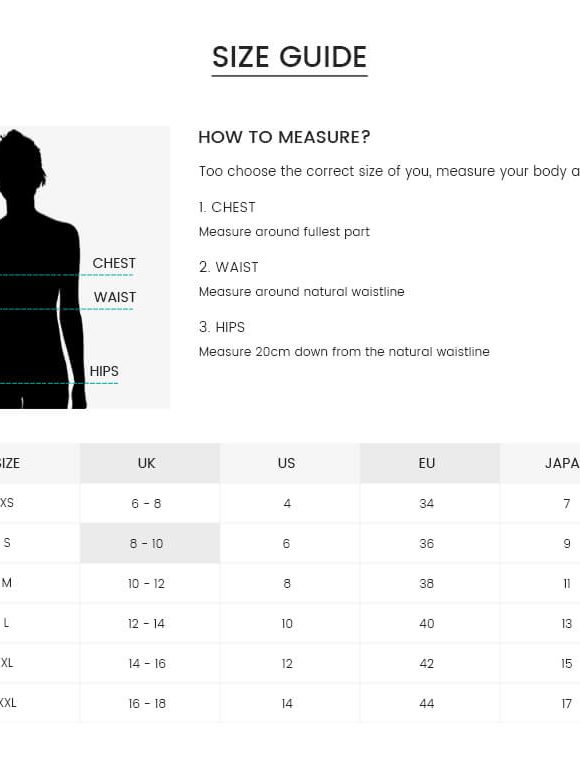 SIZE GUIDE
HOW TO MEASURE?
Too choose the correct size of you, measure your body a
1. CHEST
Measure around fullest part
2. WAIST
Measure around natural waistline
3. HIPS
Measure 20cm down from the natural waistline
CHEST
WAIST
HIPS
SIZE UK US EU JAPA
XS 6 - 8 4 34 7
S 8 - 10 6 36 9
M 10 - 12 8 38 11
L 12 - 14 10 40 13
XL 14 - 16 12 42 15
XXL 16 - 18 14 44 17